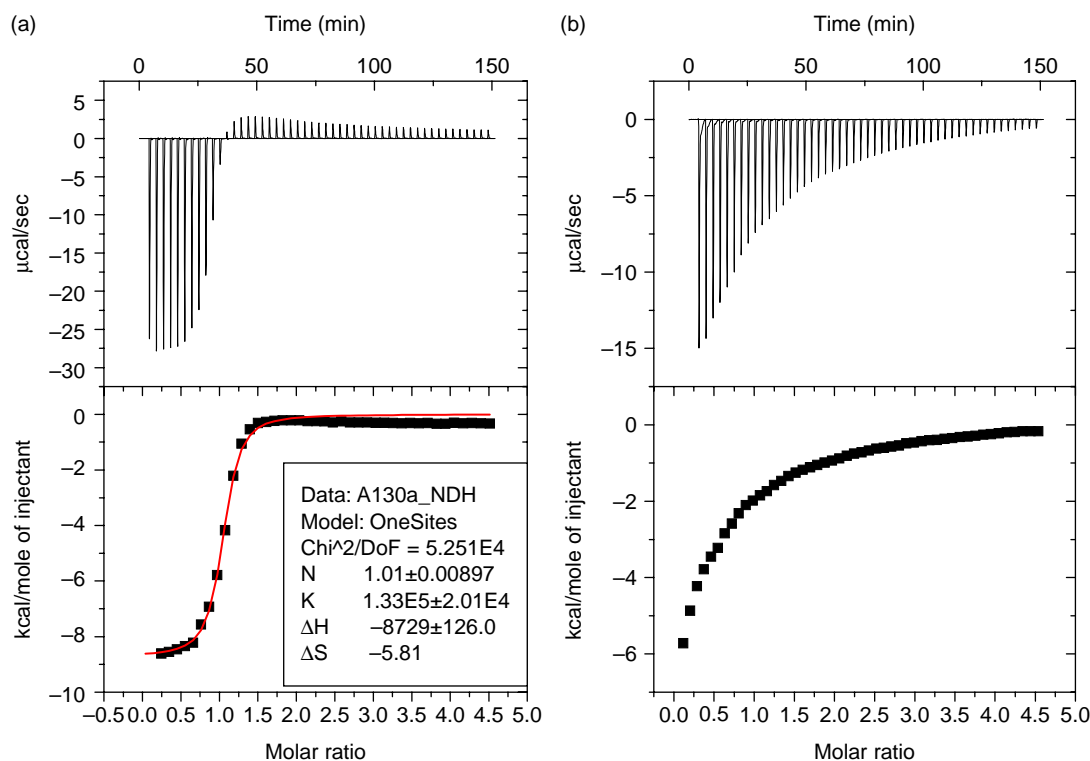 (a)
Time (min)
0 50 100 150
5
0
−5
−10
−15
−20
−25
−30
µcal/sec
0
−2
−4
−6
−8
−10
kcal/mole of injectant
Data: A130a_NDH
Model: OneSites
Chi^2/DoF = 5.251E4
N 1.01±0.00897
K 1.33E5±2.01E4
ΔH −8729±126.0
ΔS −5.81
−0.5 0.0 0.5 1.0 1.5 2.0 2.5 3.0 3.5 4.0 4.5 5.0
Molar ratio
(b)
Time (min)
0 50 100 150
0
−5
−10
−15
µcal/sec
0
−2
−4
−6
kcal/mole of injectant
0.0 0.5 1.0 1.5 2.0 2.5 3.0 3.5 4.0 4.5 5.0
Molar ratio